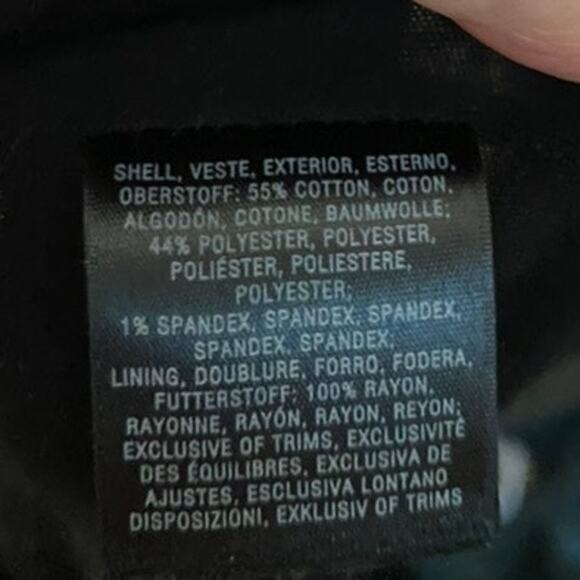 SHELL, VESTE, EXTERIOR, ESTERNO,
OBERSTOFF: 55% COTTON, COTON,
ALGODÓN, COTONE, BAUMWOLLE;
44% POLYESTER, POLYESTER,
POLIÉSTER, POLIESTERE,
POLYESTER;
1% SPANDEX, SPANDEX, SPANDEX,
SPANDEX, SPANDEX;
LINING, DOUBLURE, FORRO, FODERA,
FUTTERSTOFF: 100% RAYON,
RAYONNE, RAYÓN, RAYON, REYON;
EXCLUSIVE OF TRIMS, EXCLUSIVITÉ
DES ÉQUILIBRES, EXCLUSIVA DE
AJUSTES, ESCLUSIVA LONTANO
DISPOSIZIONI, EXKLUSIV OF TRIMS